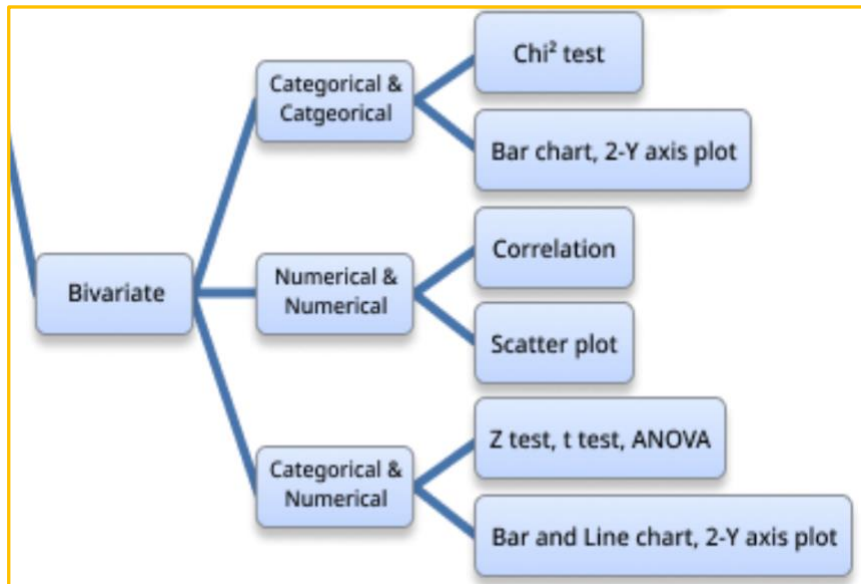 Chi² test
Categorical &
Catgeorical
Bar chart, 2-Y axis plot
Correlation
Bivariate
Numerical &
Numerical
Scatter plot
Z test, t test, ANOVA
Categorical &
Numerical
Bar and Line chart, 2-Y axis plot